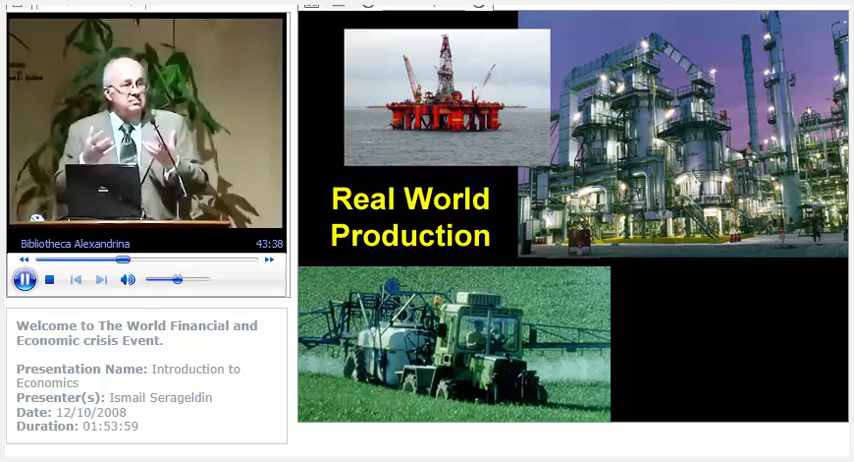 Bibliotheca Alexandrina 43:38
Welcome to The World Financial and
Economic crisis Event.
Presentation Name: Introduction to
Economics
Presenter(s): Ismail Serageldin
Date: 12/10/2008
Duration: 01:53:59
Real World
Production